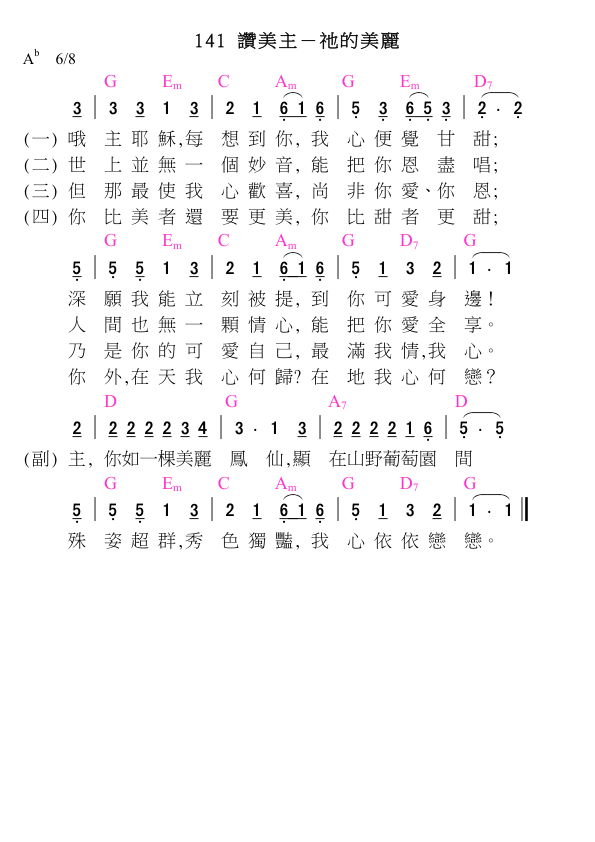 141 讚美主－祂的美麗
A♭ 6/8
G Em C Am G Em D7
3 | 3 3 1 3 | 2 1 6 1 6 | 5 3 6 5 3 | 2 · 2
(一) 哦 主 耶 穌,每 想 到 你, 我 心 便 覺 甘 甜;
(二) 世 上 並 無 一 個 妙 音, 能 把 你 恩 盡 唱;
(三) 但 那 最 使 我 心 歡 喜, 尚 非 你 愛、你 恩;
(四) 你 比 美 者 還 要 更 美, 你 比 甜 者 更 甜;
G Em C Am G D7 G
5 | 5 5 1 3 | 2 1 6 1 6 | 5 1 3 2 | 1 · 1
深 願 我 能 立 刻 被 提, 到 你 可 愛 身 邊!
人 間 也 無 一 顆 情 心, 能 把 你 愛 全 享。
乃 是 你 的 可 愛 自 己, 最 滿 我 情,我 心。
你 外,在 天 我 心 何 歸? 在 地 我 心 何 戀?
D G A7 D
2 | 2 2 2 2 3 4 | 3 · 1 3 | 2 2 2 2 1 6 | 5 · 5
(副) 主, 你如一棵美麗 鳳 仙,顯 在山野葡萄園 間
G Em C Am G D7 G
5 | 5 5 1 3 | 2 1 6 1 6 | 5 1 3 2 | 1 · 1 ‖
殊 姿 超 群,秀 色 獨 豔, 我 心 依 依 戀 戀。